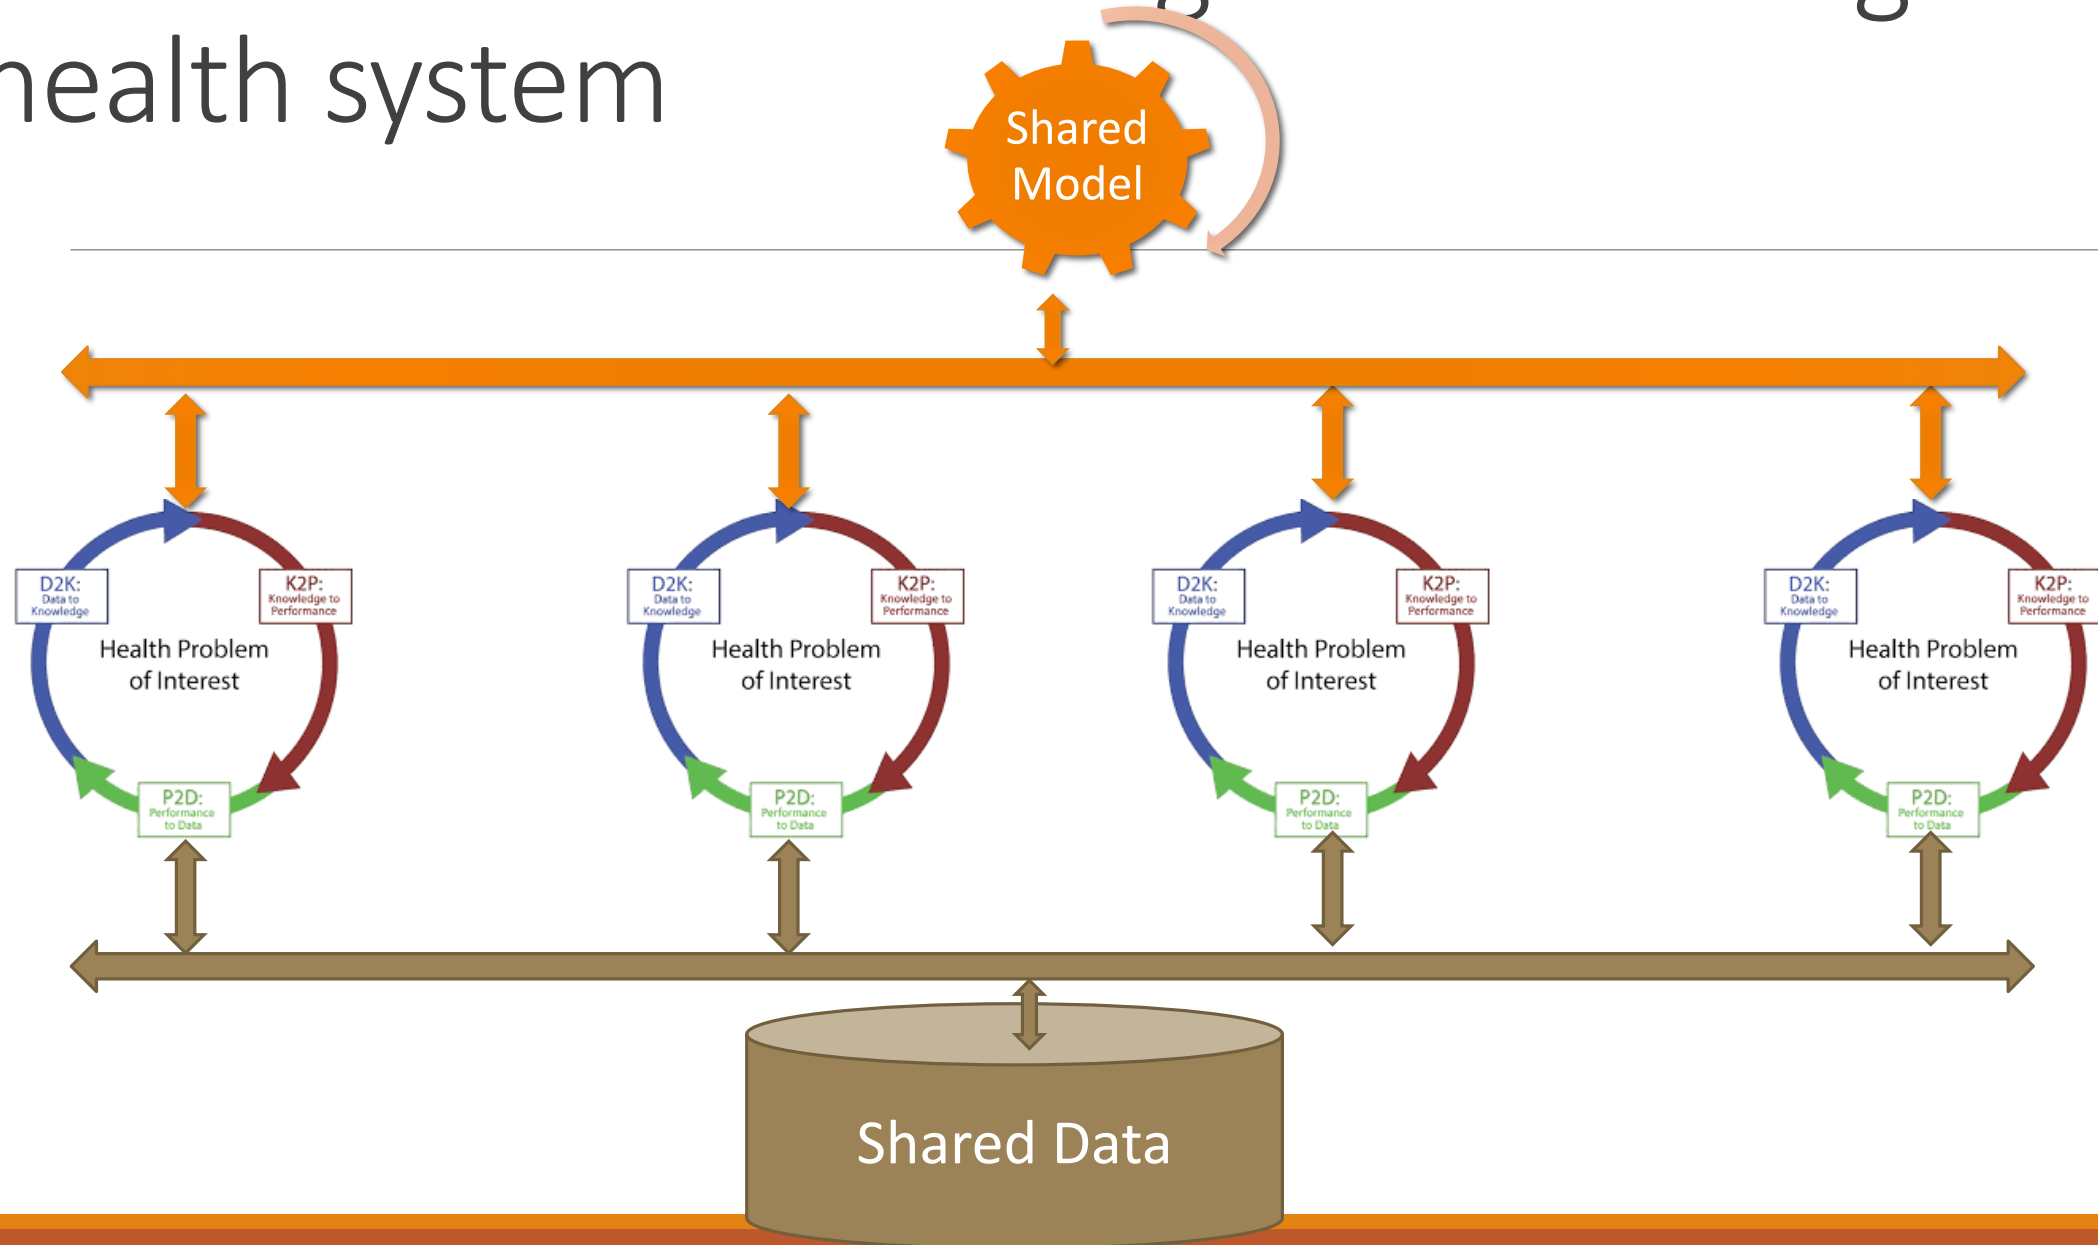 health system
Shared
Model
D2K:
Data to
Knowledge
K2P:
Knowledge to
Performance
Health Problem
of Interest
P2D:
Performance
to Data
D2K:
Data to
Knowledge
K2P:
Knowledge to
Performance
Health Problem
of Interest
P2D:
Performance
to Data
D2K:
Data to
Knowledge
K2P:
Knowledge to
Performance
Health Problem
of Interest
P2D:
Performance
to Data
D2K:
Data to
Knowledge
K2P:
Knowledge to
Performance
Health Problem
of Interest
P2D:
Performance
to Data
Shared Data